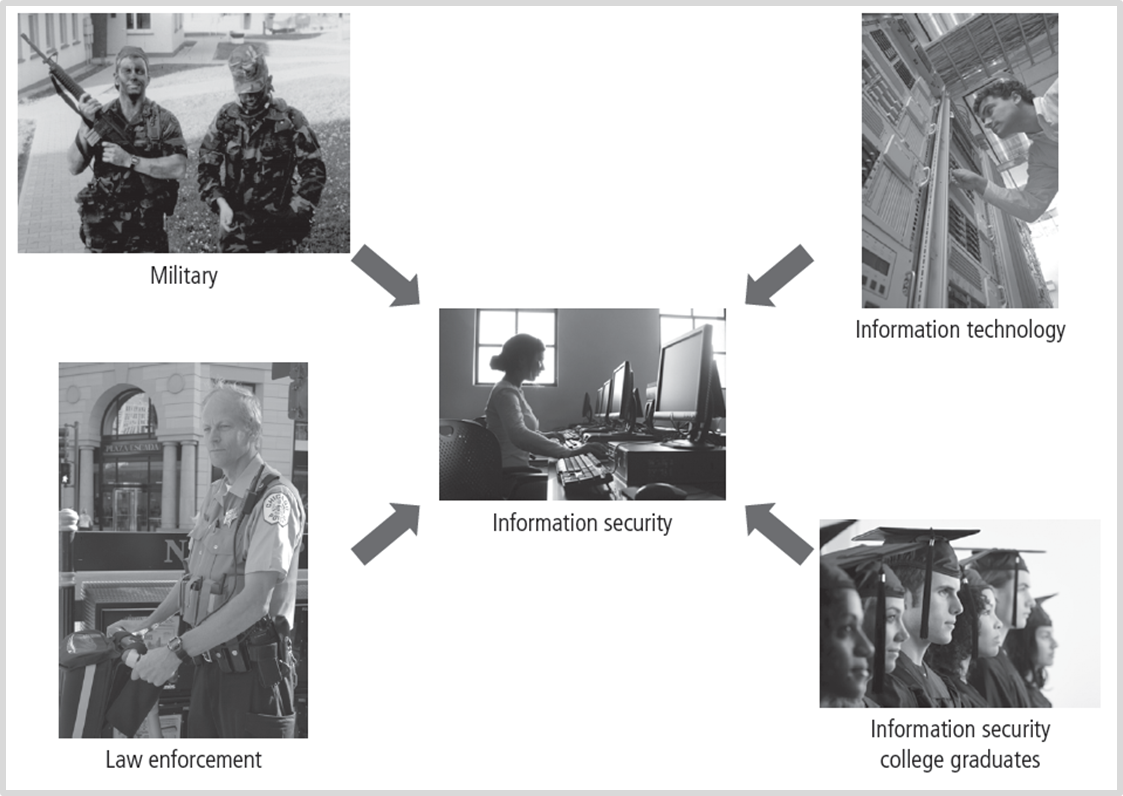 Military
Information technology
Information security
Law enforcement
Information security
college graduates